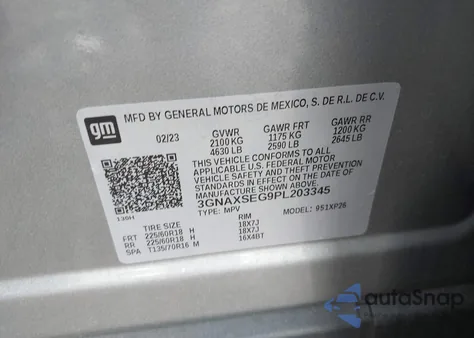 MFD BY GENERAL MOTORS DE MEXICO, S. DE R.L. DE C.V.
gm
02/23 GVWR GAWR FRT GAWR RR
2100 KG 1175 KG 1200 KG
4630 LB 2590 LB 2645 LB
THIS VEHICLE CONFORMS TO ALL
APPLICABLE U.S. FEDERAL MOTOR
VEHICLE SAFETY AND THEFT PREVENTION
STANDARDS IN EFFECT ON THE DATE OF
MANUFACTURE SHOWN ABOVE.
3GNAXSEG9PL203345
TYPE: MPV MODEL: 951XP26
TIRE SIZE RIM
FRT 225/60R18 H 18X7J
RR 225/60R18 H 18X7J
SPA T135/70R16 M 16X4BT
autoSnap